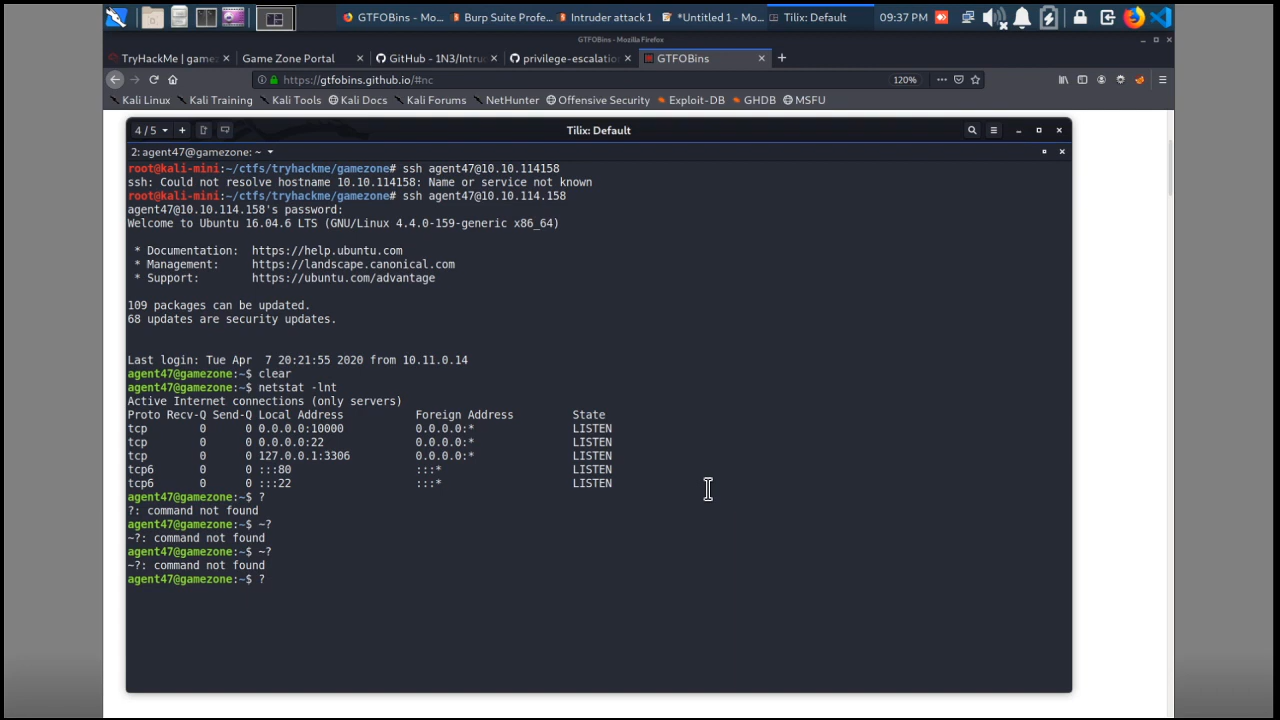 GTFOBins - Mo...
Burp Suite Profe...
Intruder attack 1
*Untitled 1 - Mo...
Tilix: Default
09:37 PM
GTFOBins - Mozilla Firefox
TryHackMe | game
Game Zone Portal
GitHub - 1N3/Intru
privilege-escalatio
GTFOBins
https://gtfobins.github.io/#nc
120%
Kali Linux
Kali Training
Kali Tools
Kali Docs
Kali Forums
NetHunter
Offensive Security
Exploit-DB
GHDB
MSFU
4 / 5
Tilix: Default
2: agent47@gamezone: ~
root@kali-mini:~/ctfs/tryhackme/gamezone# ssh agent47@10.10.114158
ssh: Could not resolve hostname 10.10.114158: Name or service not known
root@kali-mini:~/ctfs/tryhackme/gamezone# ssh agent47@10.10.114.158
agent47@10.10.114.158's password:
Welcome to Ubuntu 16.04.6 LTS (GNU/Linux 4.4.0-159-generic x86_64)
* Documentation:  https://help.ubuntu.com
* Management:     https://landscape.canonical.com
* Support:        https://ubuntu.com/advantage
109 packages can be updated.
68 updates are security updates.
Last login: Tue Apr  7 20:21:55 2020 from 10.11.0.14
agent47@gamezone:~$ clear
agent47@gamezone:~$ netstat -lnt
Active Internet connections (only servers)
Proto Recv-Q Send-Q Local Address           Foreign Address         State
tcp        0      0 0.0.0.0:10000           0.0.0.0:*               LISTEN
tcp        0      0 0.0.0.0:22              0.0.0.0:*               LISTEN
tcp        0      0 127.0.0.1:3306          0.0.0.0:*               LISTEN
tcp6       0      0 :::80                   :::*                    LISTEN
tcp6       0      0 :::22                   :::*                    LISTEN
agent47@gamezone:~$ ?
?: command not found
agent47@gamezone:~$ ~?
~?: command not found
agent47@gamezone:~$ ~?
~?: command not found
agent47@gamezone:~$ ?